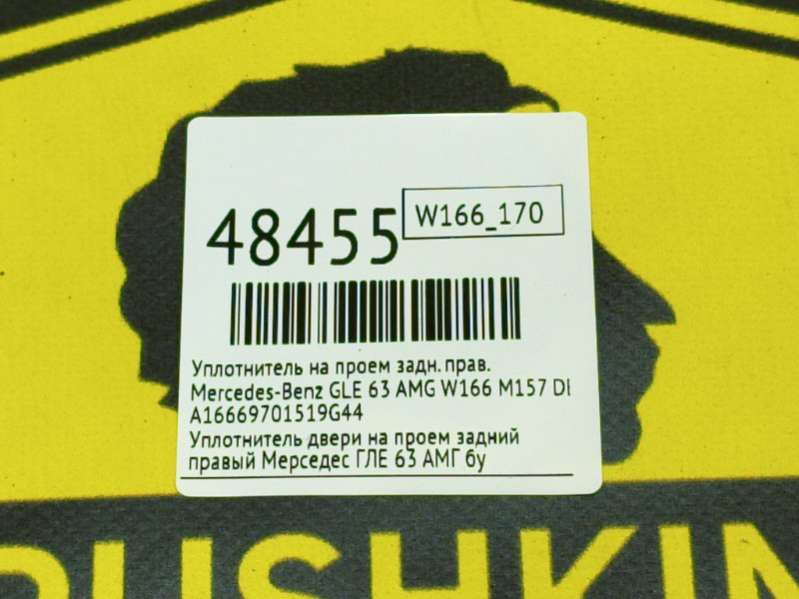 48455
W166_170
Уплотнитель на проем задн. прав.
Mercedes-Benz GLE 63 AMG W166 M157 DI
A16669701519G44
Уплотнитель двери на проем задний
правый Мерседес ГЛЕ 63 АМГ бу
PUSHKIN